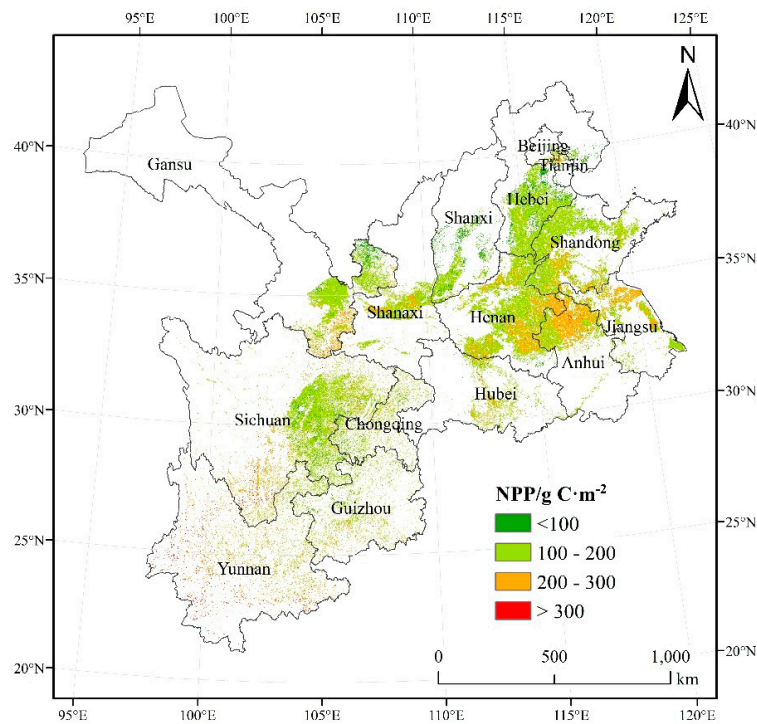 95°E 100°E 105°E 110°E 115°E 120°E 125°E
N
40°N
40°N
Beijing
Tianjin
Gansu
Hebei
Shanxi
Shandong
35°N
35°N
Shanaxi
Henan
Jiangsu
Anhui
30°N
30°N
Hubei
Sichuan
Chongqing
NPP/g C·m-2
<100
Guizhou
25°N
25°N
100 - 200
Yunnan
200 - 300
> 300
20°N
20°N
0 500 1,000
km
95°E 100°E 105°E 110°E 115°E 120°E